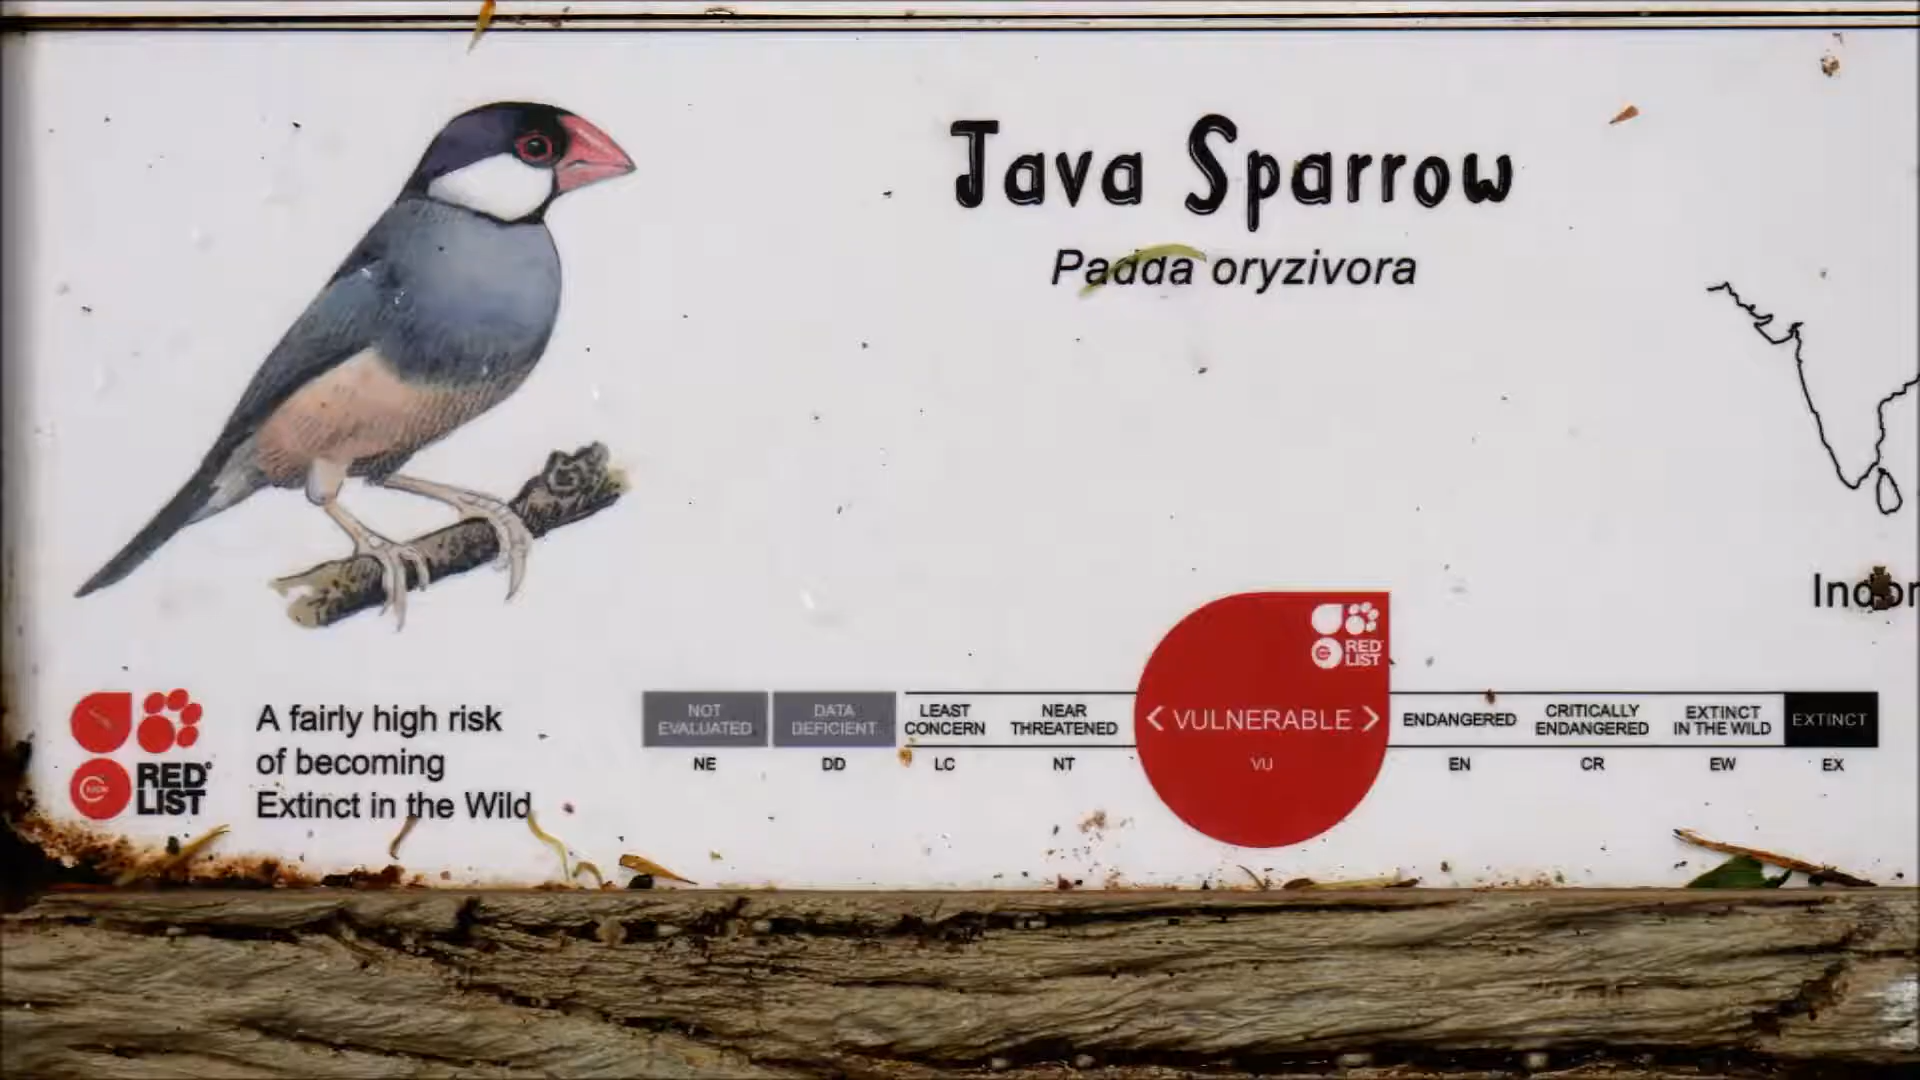 Java Sparrow
Padda oryzivora
RED
LIST
RED
LIST
A fairly high risk
of becoming
Extinct in the Wild
NOT
EVALUATED
NE
DATA
DEFICIENT
DD
LEAST
CONCERN
LC
NEAR
THREATENED
NT
< VULNERABLE >
VU
ENDANGERED
EN
CRITICALLY
ENDANGERED
CR
EXTINCT
IN THE WILD
EW
EXTINCT
EX